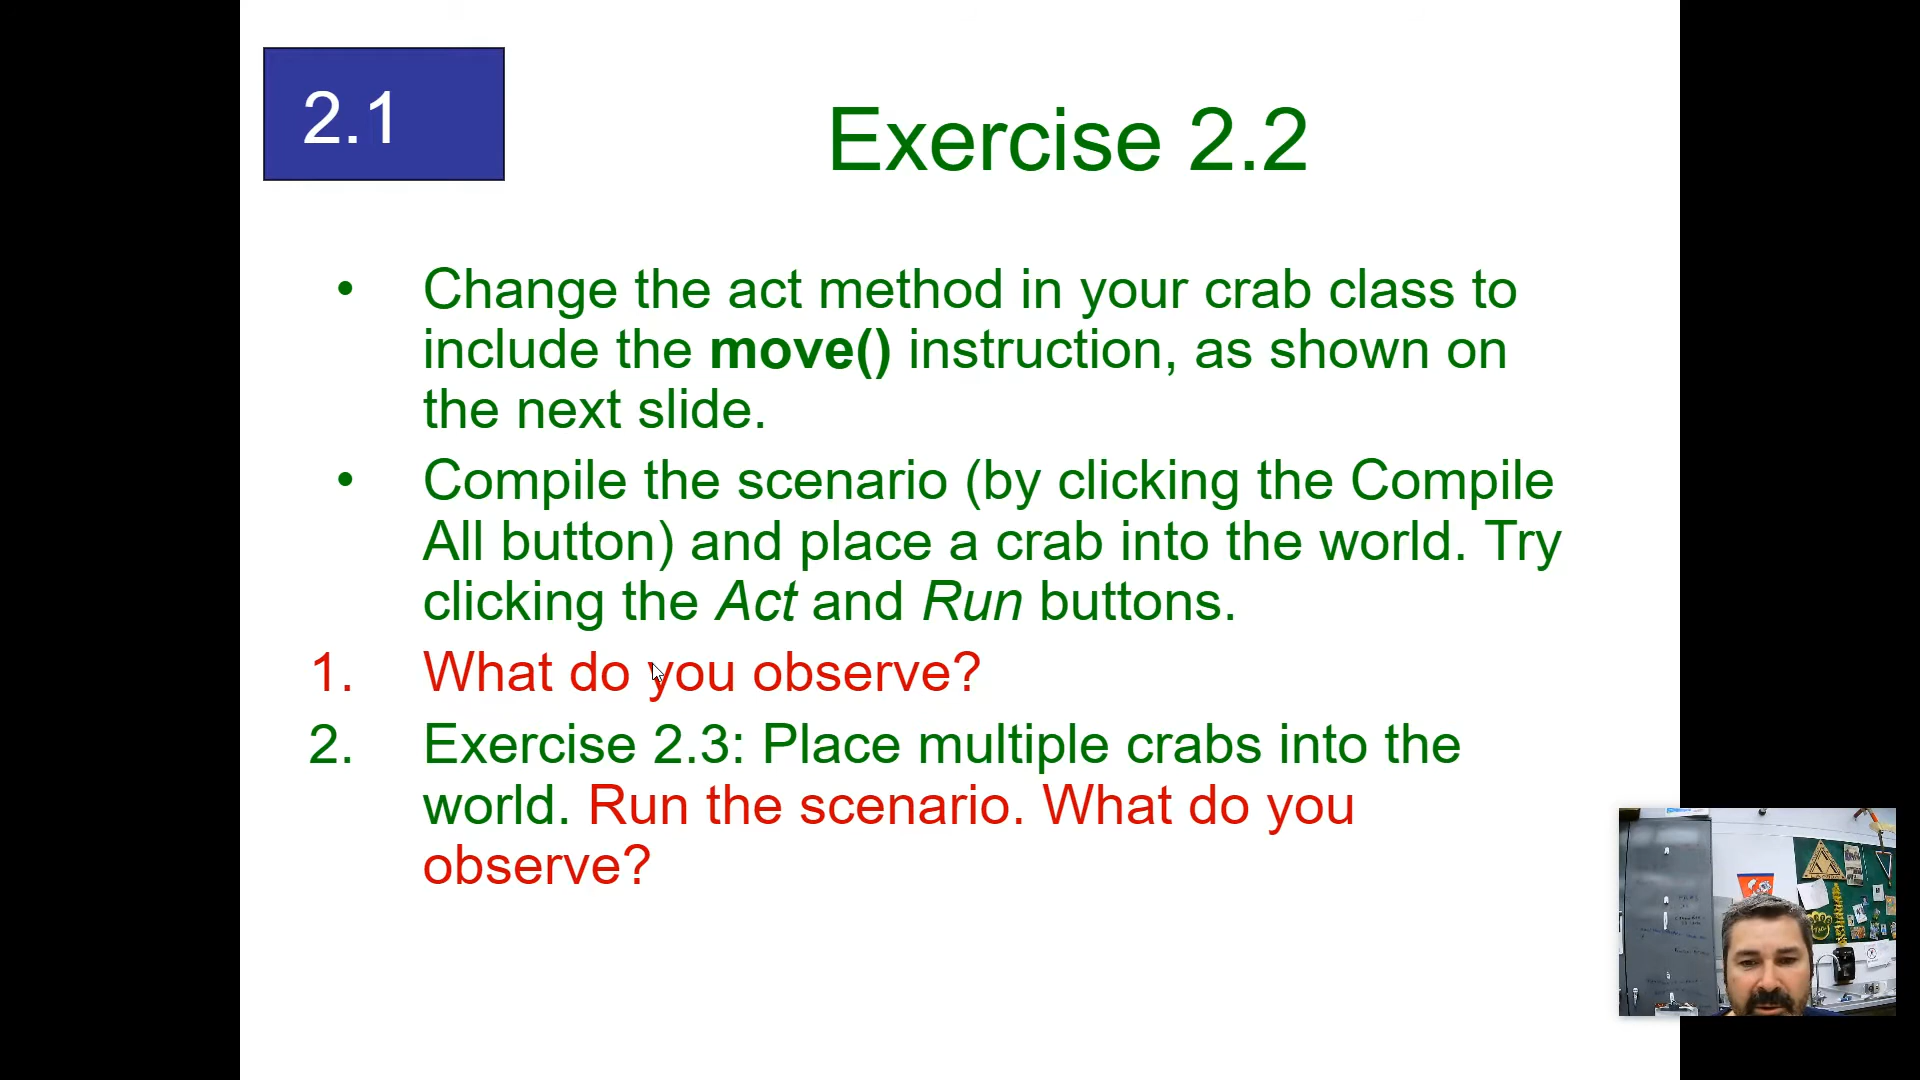 2.1
Exercise 2.2
• Change the act method in your crab class to
include the move() instruction, as shown on
the next slide.
• Compile the scenario (by clicking the Compile
All button) and place a crab into the world. Try
clicking the Act and Run buttons.
1. What do you observe?
2. Exercise 2.3: Place multiple crabs into the
world. Run the scenario. What do you
observe?